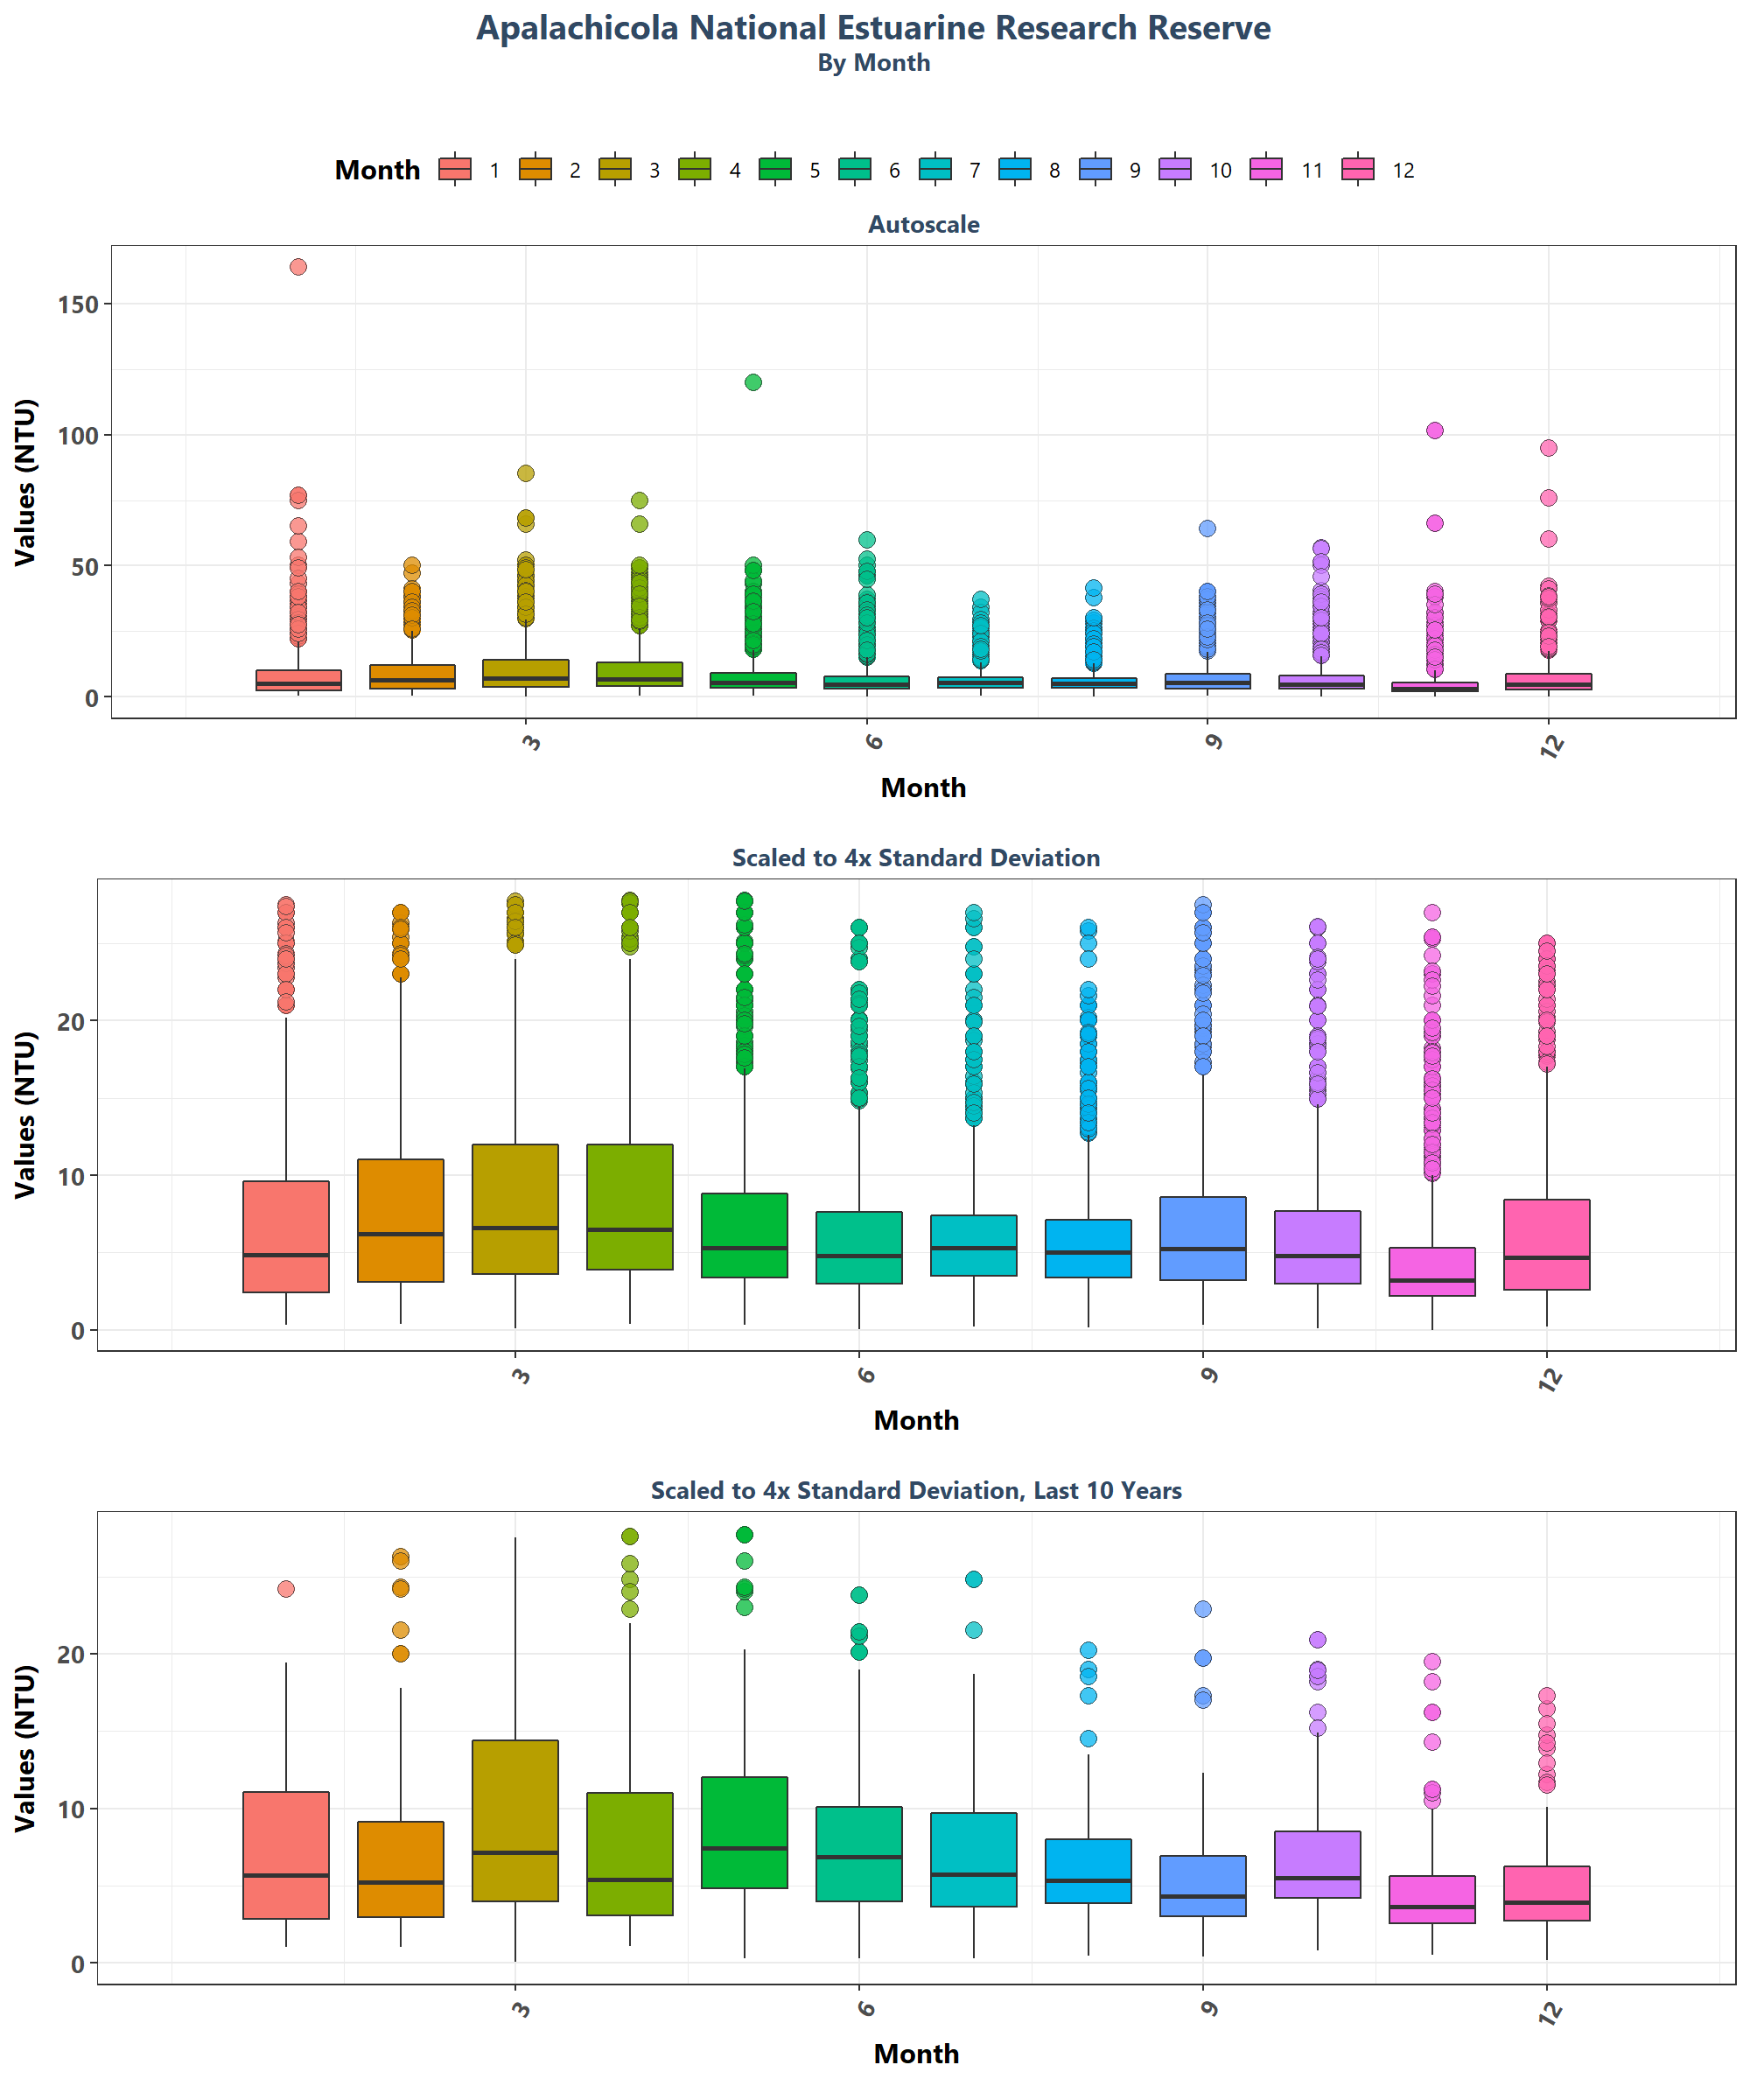 Apalachicola National Estuarine Research Reserve
By Month
Month 1 2 3 4 5 6 7 8 9 10 11 12
Autoscale
Values (NTU)
150
100
50
0
3 6 9 12
Month
Scaled to 4x Standard Deviation
Values (NTU)
20
10
0
3 6 9 12
Month
Scaled to 4x Standard Deviation, Last 10 Years
Values (NTU)
20
10
0
3 6 9 12
Month